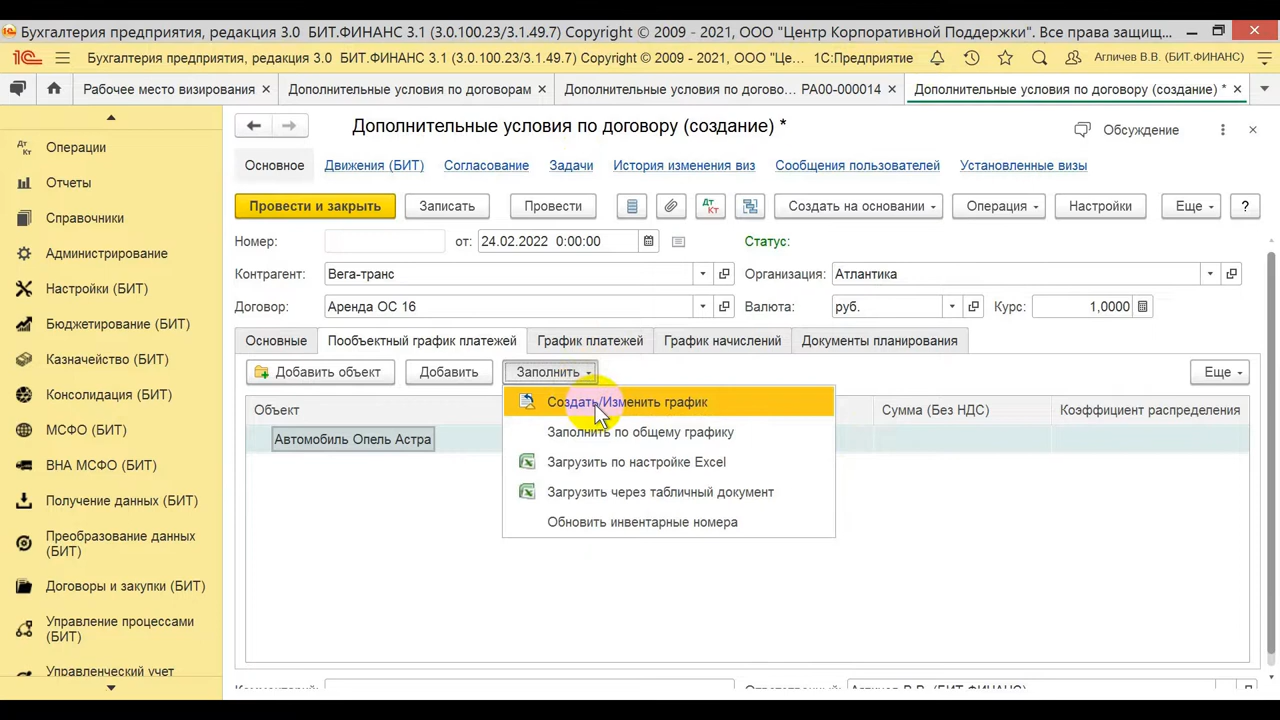 Бухгалтерия предприятия, редакция 3.0 БИТ.ФИНАНС 3.1 (3.0.100.23/3.1.49.7) Copyright © 2009 - 2021, ООО "Центр Корпоративной Поддержки". Все права защищ...
Бухгалтерия предприятия, редакция 3.0 БИТ.ФИНАНС 3.1 (3.0.100.23/3.1.49.7) Copyright © 2009 - 2021, ООО "Це... 1С:Предприятие
Агличев В.В. (БИТ.ФИНАНС)
Рабочее место визирования
Дополнительные условия по договорам
Дополнительные условия по догово... РА00-000014
Дополнительные условия по договору (создание) *
Операции
Отчеты
Справочники
Администрирование
Настройки (БИТ)
Бюджетирование (БИТ)
Казначейство (БИТ)
Консолидация (БИТ)
МСФО (БИТ)
ВНА МСФО (БИТ)
Получение данных (БИТ)
Преобразование данных
(БИТ)
Договоры и закупки (БИТ)
Управление процессами
(БИТ)
Управленческий учет
Дополнительные условия по договору (создание) *
Обсуждение
Основное
Движения (БИТ)
Согласование
Задачи
История изменения виз
Сообщения пользователей
Установленные визы
Провести и закрыть
Записать
Провести
Дт
Кт
Создать на основании
Операция
Настройки
Еще
?
Номер:
от: 24.02.2022 0:00:00
Статус:
Контрагент: Вега-транс
Организация: Атлантика
Договор: Аренда ОС 16
Валюта: руб.
Курс: 1,0000
Основные
Пообъектный график платежей
График платежей
График начислений
Документы планирования
Добавить объект
Добавить
Заполнить
Еще
Объект
Сумма (Без НДС)
Коэффициент распределения
Автомобиль Опель Астра
Создать/Изменить график
Заполнить по общему графику
Загрузить по настройке Excel
Загрузить через табличный документ
Обновить инвентарные номера
Комментарий:
Ответственный: Агличев В.В. (БИТ.ФИНАНС)